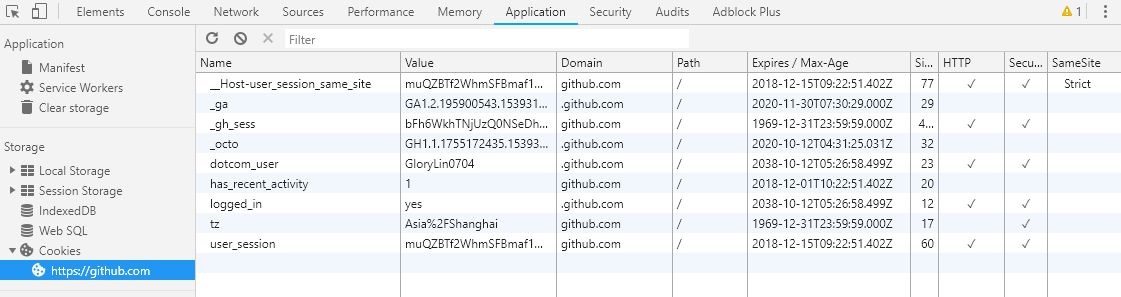 Elements Console Sources Network Performance Memory Application Security Audits Adblock Plus 1
Application
Manifest
Service Workers
Clear storage
Storage
Local Storage
Session Storage
IndexedDB
Web SQL
Cookies
https://github.com
Filter
Name Value Domain Path Expires / Max-Age Si... HTTP Secu... SameSite
__Host-user_session_same_site muQZBTf2WhmSFBmaf1... github.com / 2018-12-15T09:22:51.402Z 77 ✓ ✓ Strict
_ga GA1.2.195900543.153931... .github.com / 2020-11-30T07:30:29.000Z 29
_gh_sess bFh6WkhTNjUzQ0NSeDh... github.com / 1969-12-31T23:59:59.000Z 4... ✓ ✓
_octo GH1.1.1755172435.15393... .github.com / 2020-10-12T04:31:25.031Z 32
dotcom_user GloryLin0704 .github.com / 2038-10-12T05:26:58.499Z 23 ✓ ✓
has_recent_activity 1 github.com / 2018-12-01T10:22:51.402Z 20
logged_in yes .github.com / 2038-10-12T05:26:58.499Z 12 ✓ ✓
tz Asia%2FShanghai github.com / 1969-12-31T23:59:59.000Z 17 ✓
user_session muQZBTf2WhmSFBmaf1... github.com / 2018-12-15T09:22:51.402Z 60 ✓ ✓